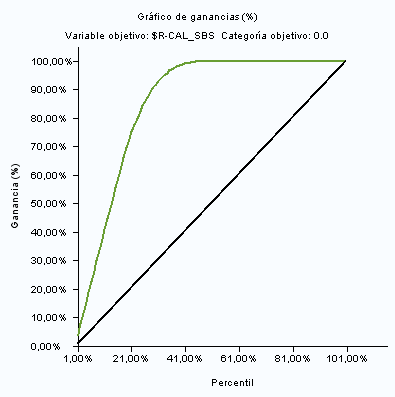 Gráfico de ganancias (%)
Variable objetivo: $R-CAL_SBS Categoría objetivo: 0.0
100,00%
90,00%
80,00%
70,00%
60,00%
50,00%
40,00%
30,00%
20,00%
10,00%
0,00%
Ganancia (%)
1,00% 21,00% 41,00% 61,00% 81,00% 101,00%
Percentil